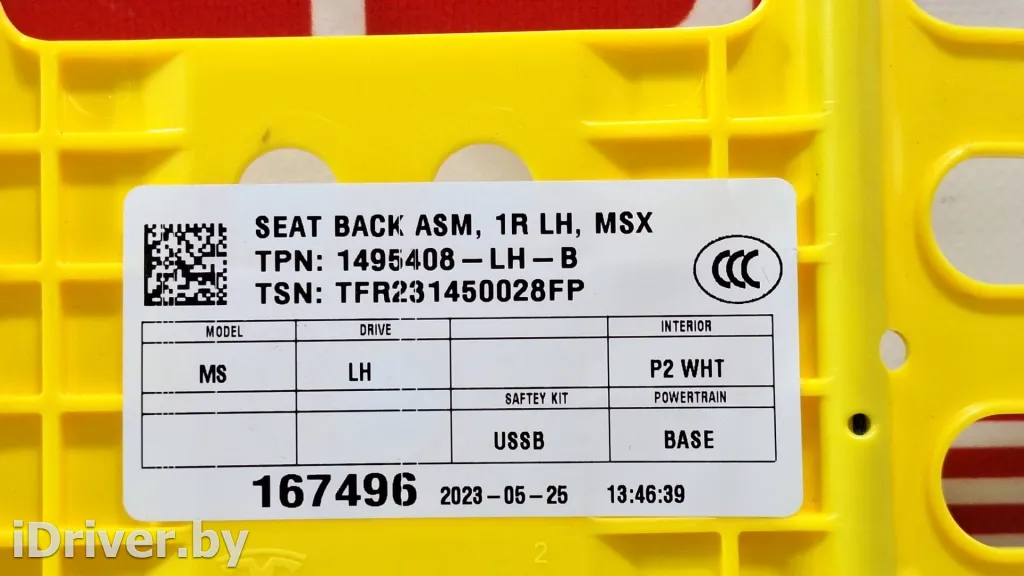 SEAT BACK ASM, 1R LH, MSX
TPN: 1495408-LH-B
TSN: TFR231450028FP
CCC
MODEL DRIVE INTERIOR
MS LH P2 WHT
SAFTEY KIT POWERTRAIN
USSB BASE
167496 2023-05-25 13:46:39
iDriver.by
2